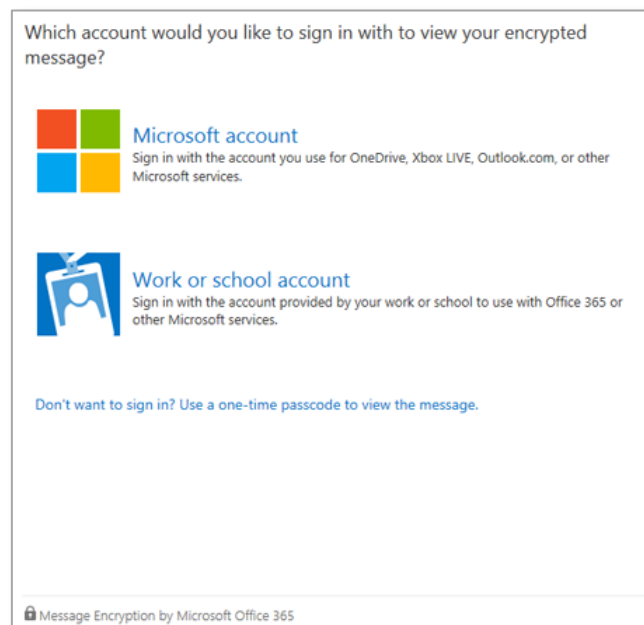 Which account would you like to sign in with to view your encrypted
message?
Microsoft account
Sign in with the account you use for OneDrive, Xbox LIVE, Outlook.com, or other
Microsoft services.
Work or school account
Sign in with the account provided by your work or school to use with Office 365 or
other Microsoft services.
Don't want to sign in? Use a one-time passcode to view the message.
Message Encryption by Microsoft Office 365